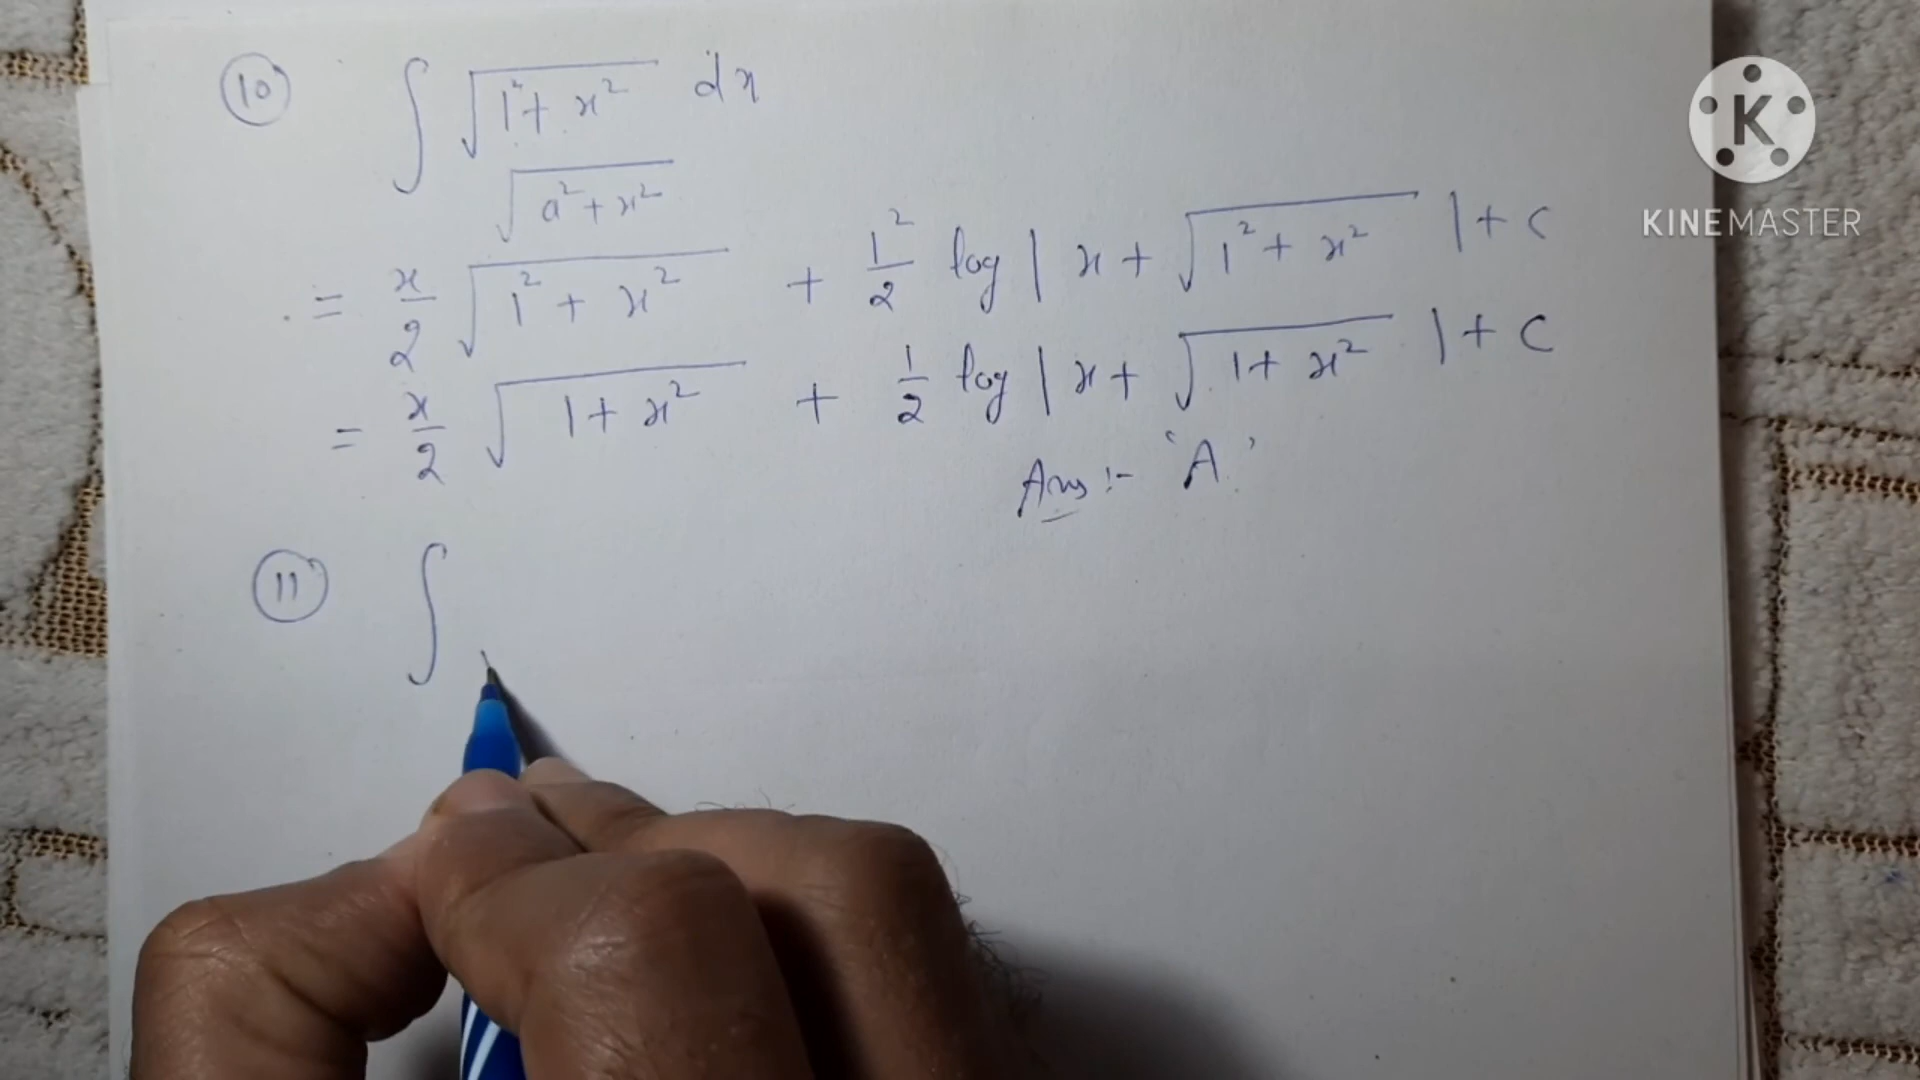 (10) ∫ √(1² + x²) dx
√(a² + x²)
= x/2 √(1² + x²) + 1²/2 log | x + √(1² + x²) | + c
= x/2 √(1 + x²) + 1/2 log | x + √(1 + x²) | + c
Ans :- 'A'
(11) ∫
K
KINEMASTER